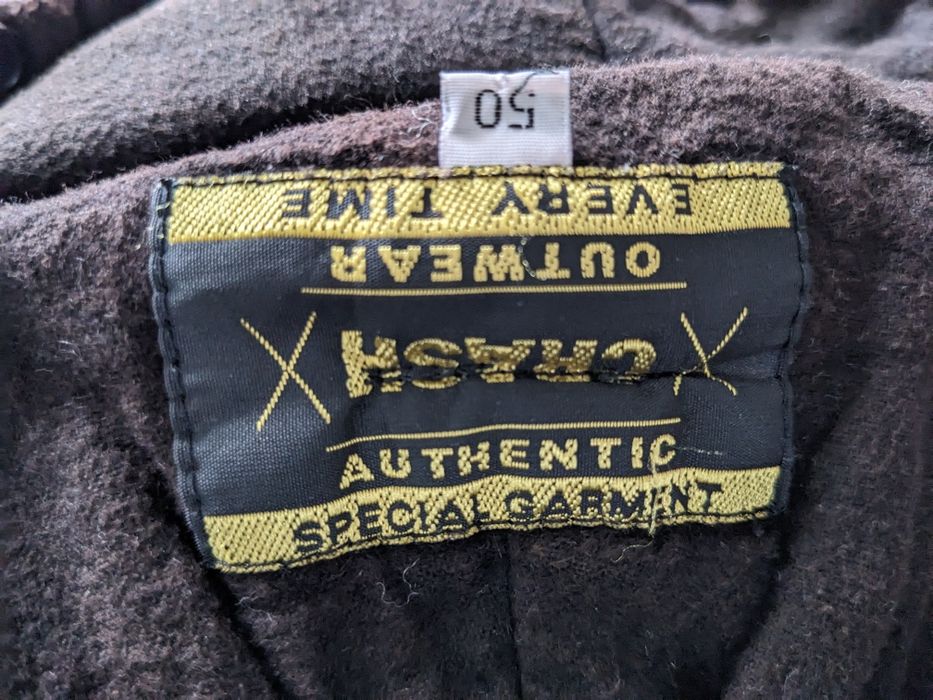 50
EVERY TIME
OUTWEAR
CRASH
AUTHENTIC
SPECIAL GARMENT